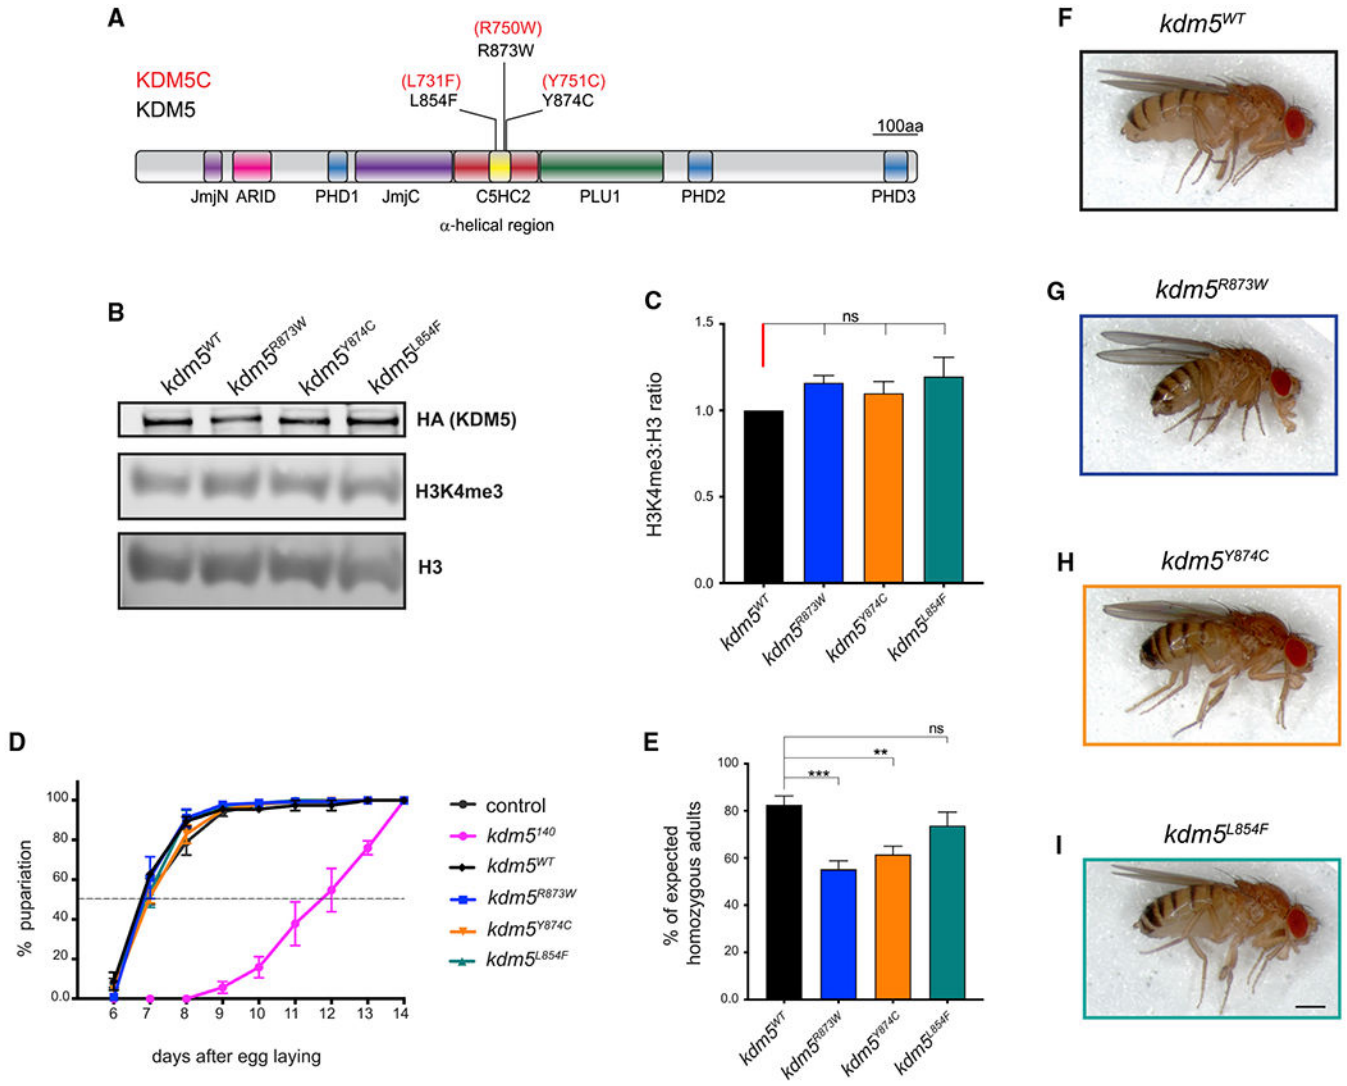 A
(R750W)
R873W
KDM5C
KDM5
(L731F)
L854F
(Y751C)
Y874C
100aa
JmjN ARID PHD1 JmjC C5HC2 PLU1 PHD2 PHD3
α-helical region
B
kdm5WT kdm5R873W kdm5Y874C kdm5L854F
HA (KDM5)
H3K4me3
H3
C
ns
1.5
1.0
0.5
0.0
H3K4me3:H3 ratio
kdm5WT kdm5R873W kdm5Y874C kdm5L854F
D
100
80
60
40
20
0.0
% pupariation
6 7 8 9 10 11 12 13 14
days after egg laying
control
kdm5140
kdm5WT
kdm5R873W
kdm5Y874C
kdm5L854F
E
ns
**
***
100
80
60
40
20
0.0
% of expected
homozygous adults
kdm5WT kdm5R873W kdm5Y874C kdm5L854F
F
kdm5WT
G
kdm5R873W
H
kdm5Y874C
I
kdm5L854F